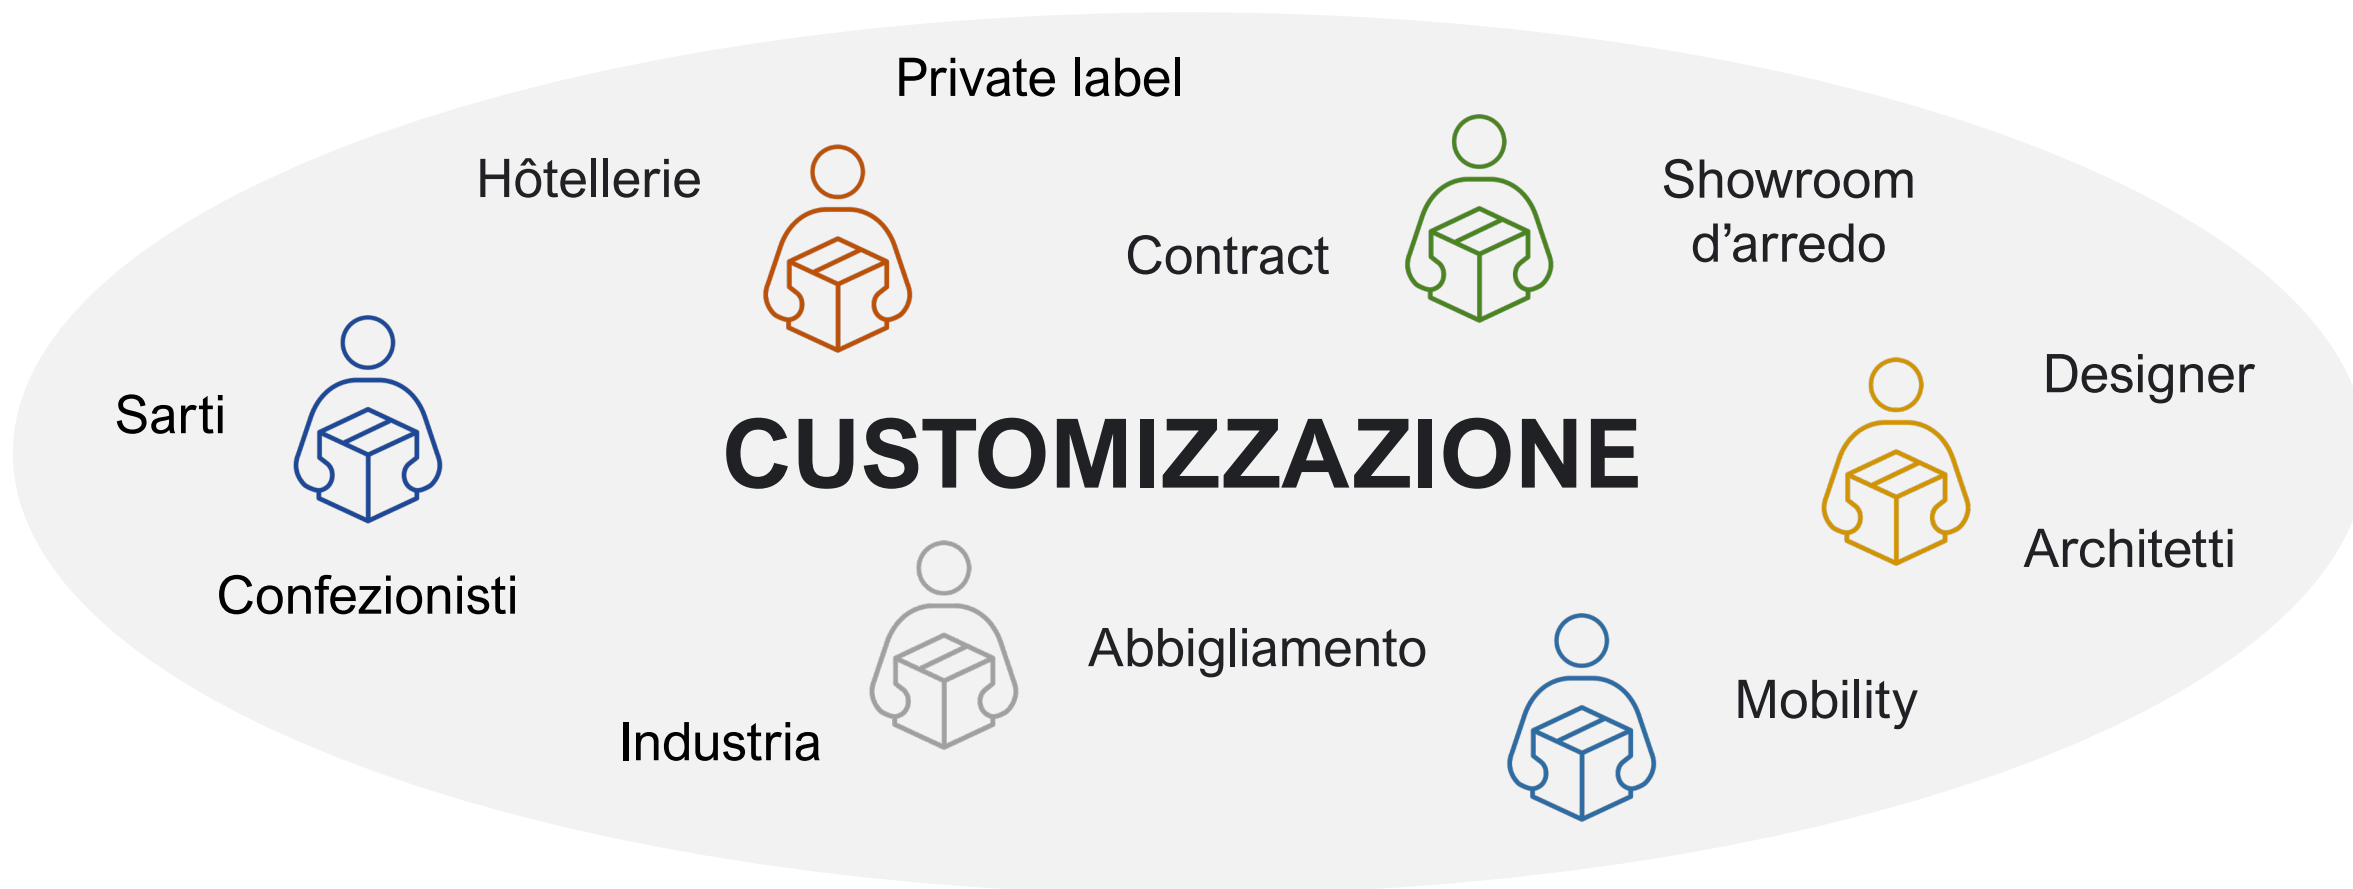 Private label
Hôtellerie
Showroom
d’arredo
Contract
Designer
Sarti
CUSTOMIZZAZIONE
Architetti
Confezionisti
Abbigliamento
Mobility
Industria